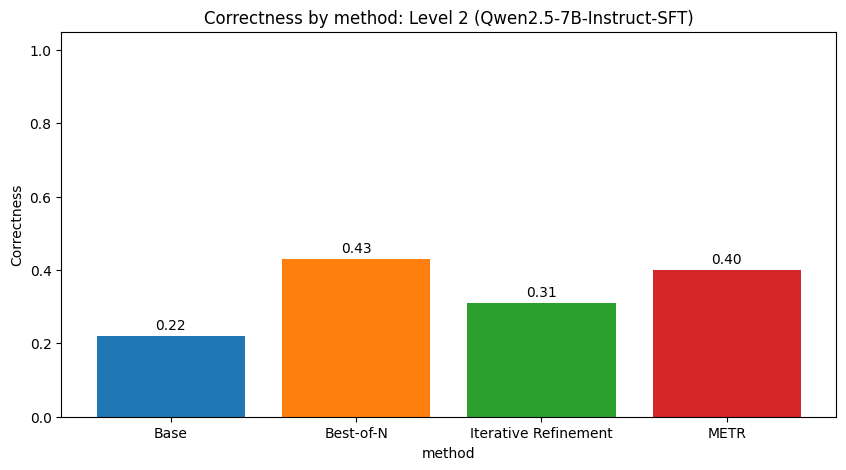 Correctness by method: Level 2 (Qwen2.5-7B-Instruct-SFT)
1.0
0.8
0.6
0.4
0.2
0.0
Correctness
0.22
0.43
0.31
0.40
Base
Best-of-N
Iterative Refinement
METR
method